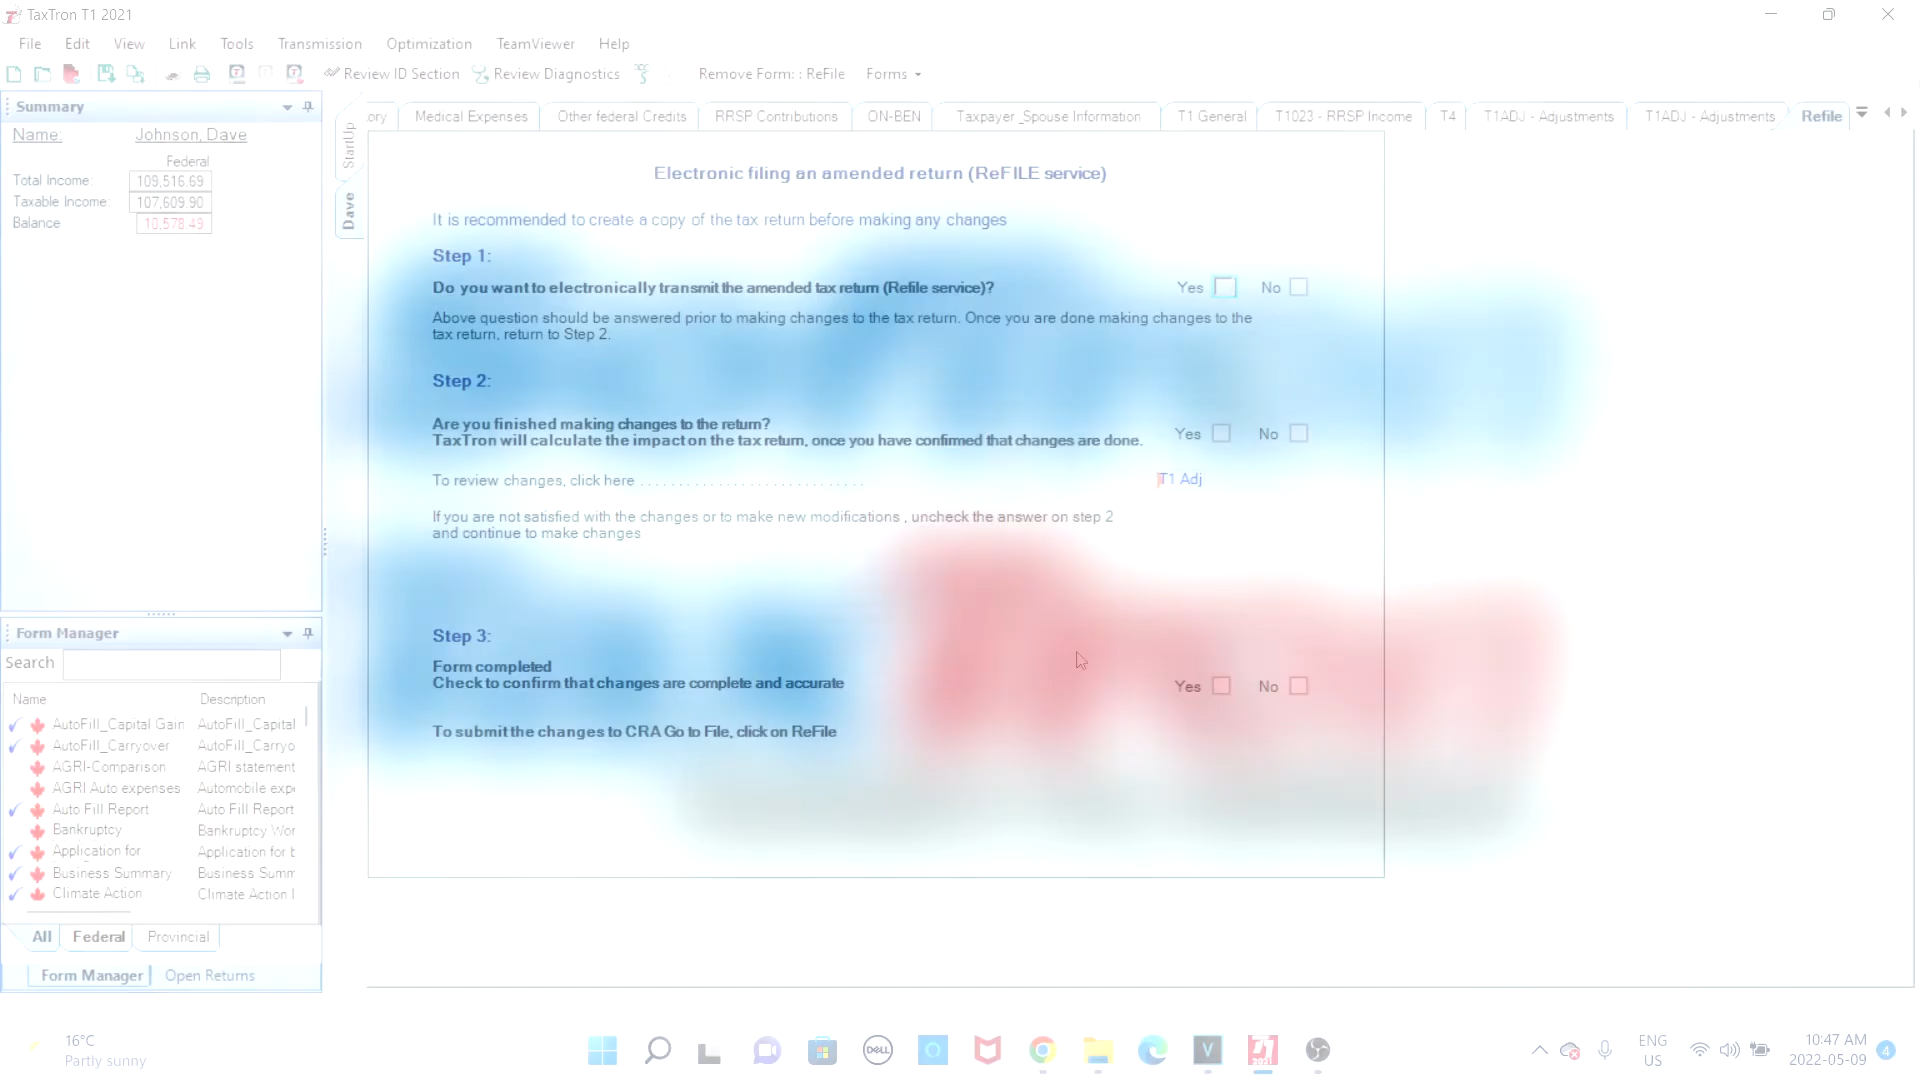 TaxTron T1 2021
File Edit View Link Tools Transmission Optimization TeamViewer Help
Review ID Section Review Diagnostics Remove Form: : ReFile Forms
Summary
Name: Johnson, Dave
Federal
Total Income: 109,516.69
Taxable Income: 107,609.90
Balance 10,578.49
StartUp
Dave
ory Medical Expenses Other federal Credits RRSP Contributions ON-BEN Taxpayer _Spouse Information T1 General T1023 - RRSP Income T4 T1ADJ - Adjustments T1ADJ - Adjustments Refile
Electronic filing an amended return (ReFILE service)
It is recommended to create a copy of the tax return before making any changes
Step 1:
Do you want to electronically transmit the amended tax return (Refile service)? Yes No
Above question should be answered prior to making changes to the tax return. Once you are done making changes to the
tax return, return to Step 2.
Step 2:
Are you finished making changes to the return?
TaxTron will calculate the impact on the tax return, once you have confirmed that changes are done. Yes No
To review changes, click here . . . . . . . . . . . . . . . . . . . . . . . . . . . . T1 Adj
If you are not satisfied with the changes or to make new modifications , uncheck the answer on step 2
and continue to make changes
Step 3:
Form completed
Check to confirm that changes are complete and accurate Yes No
To submit the changes to CRA Go to File, click on ReFile
Form Manager
Search
Name Description
AutoFill_Capital Gain AutoFill_Capital
AutoFill_Carryover AutoFill_Carryo
AGRI-Comparison AGRI statement
AGRI Auto expenses Automobile expe
Auto Fill Report Auto Fill Report
Bankruptcy Bankruptcy Wor
Application for Application for b
Business Summary Business Summ
Climate Action Climate Action I
All Federal Provincial
Form Manager Open Returns
16°C
Partly sunny
DELL
V
T1
2021
ENG
US
10:47 AM
2022-05-09
4